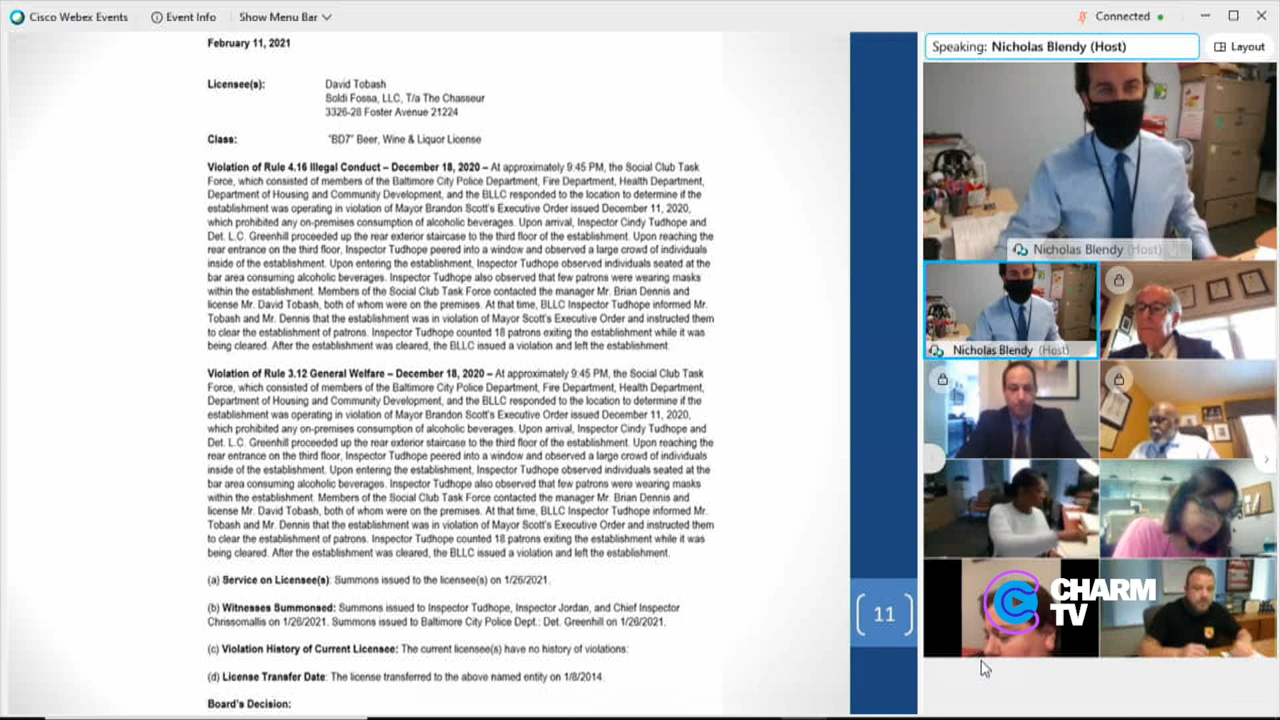 Cisco Webex Events
Event Info
Show Menu Bar
Connected
February 11, 2021
Speaking: Nicholas Blendy (Host)
Layout
Licensee(s):
David Tobash
Soldi Fossa, LLC, T/a The Chasseur
3326-28 Foster Avenue 21224
Class:
"BD7" Beer, Wine & Liquor License
Violation of Rule 4.16 Illegal Conduct – December 18, 2020 – At approximately 9:45 PM, the Social Club Task
Force, which consisted of members of the Baltimore City Police Department, Fire Department, Health Department,
Department of Housing and Community Development, and the BLLC responded to the location to determine if the
establishment was operating in violation of Mayor Brandon Scott's Executive Order issued December 11, 2020,
which prohibited any on-premises consumption of alcoholic beverages. Upon arrival, Inspector Cindy Tudhope and
Det. L.C. Greenhill proceeded up the rear exterior staircase to the third floor of the establishment. Upon reaching the
rear entrance on the third floor, Inspector Tudhope peered into a window and observed a large crowd of individuals
inside of the establishment. Upon entering the establishment, Inspector Tudhope observed individuals seated at the
bar area consuming alcoholic beverages. Inspector Tudhope also observed that few patrons were wearing masks
within the establishment. Members of the Social Club Task Force contacted the manager Mr. Brian Dennis and
license Mr. David Tobash, both of whom were on the premises. At that time, BLLC Inspector Tudhope informed Mr.
Tobash and Mr. Dennis that the establishment was in violation of Mayor Scott's Executive Order and instructed them
to clear the establishment of patrons. Inspector Tudhope counted 18 patrons exiting the establishment while it was
being cleared. After the establishment was cleared, the BLLC issued a violation and left the establishment.
Violation of Rule 3.12 General Welfare – December 18, 2020 – At approximately 9:45 PM, the Social Club Task
Force, which consisted of members of the Baltimore City Police Department, Fire Department, Health Department,
Department of Housing and Community Development, and the BLLC responded to the location to determine if the
establishment was operating in violation of Mayor Brandon Scott's Executive Order issued December 11, 2020,
which prohibited any on-premises consumption of alcoholic beverages. Upon arrival, Inspector Cindy Tudhope and
Det. L.C. Greenhill proceeded up the rear exterior staircase to the third floor of the establishment. Upon reaching the
rear entrance on the third floor, Inspector Tudhope peered into a window and observed a large crowd of individuals
inside of the establishment. Upon entering the establishment, Inspector Tudhope observed individuals seated at the
bar area consuming alcoholic beverages. Inspector Tudhope also observed that few patrons were wearing masks
within the establishment. Members of the Social Club Task Force contacted the manager Mr. Brian Dennis and
license Mr. David Tobash, both of whom were on the premises. At that time, BLLC Inspector Tudhope informed Mr.
Tobash and Mr. Dennis that the establishment was in violation of Mayor Scott's Executive Order and instructed them
to clear the establishment of patrons. Inspector Tudhope counted 18 patrons exiting the establishment while it was
being cleared. After the establishment was cleared, the BLLC issued a violation and left the establishment.
(a) Service on Licensee(s): Summons issued to the licensee(s) on 1/26/2021.
(b) Witnesses Summonsed: Summons issued to Inspector Tudhope, Inspector Jordan, and Chief Inspector
Chrissomallis on 1/26/2021. Summons issued to Baltimore City Police Dept.: Det. Greenhill on 1/26/2021.
(c) Violation History of Current Licensee: The current licensee(s) have no history of violations:
(d) License Transfer Date: The license transferred to the above named entity on 1/8/2014.
Board's Decision:
11
Nicholas Blendy (Host)
Nicholas Blendy (Host)
CHARM
TV